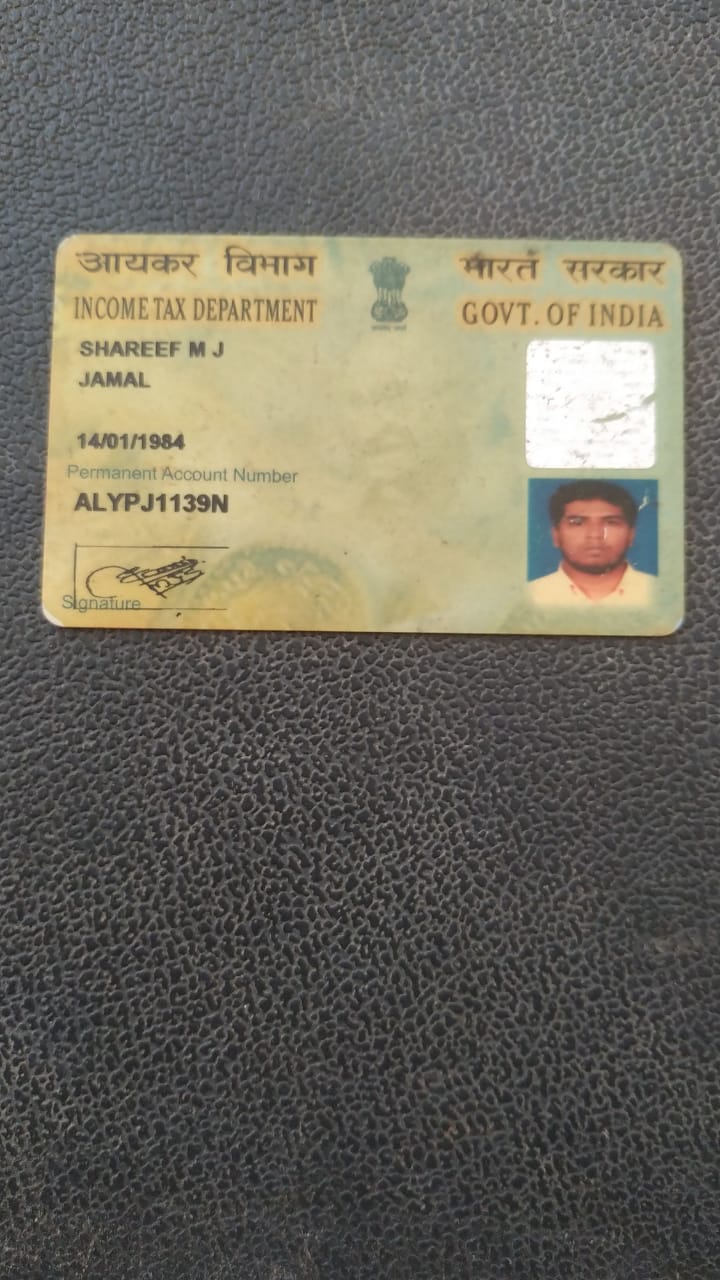 आयकर विभाग
भारत सरकार
INCOME TAX DEPARTMENT
GOVT. OF INDIA
SHAREEF M J
JAMAL
14/01/1984
Permanent Account Number
ALYPJ1139N
Signature